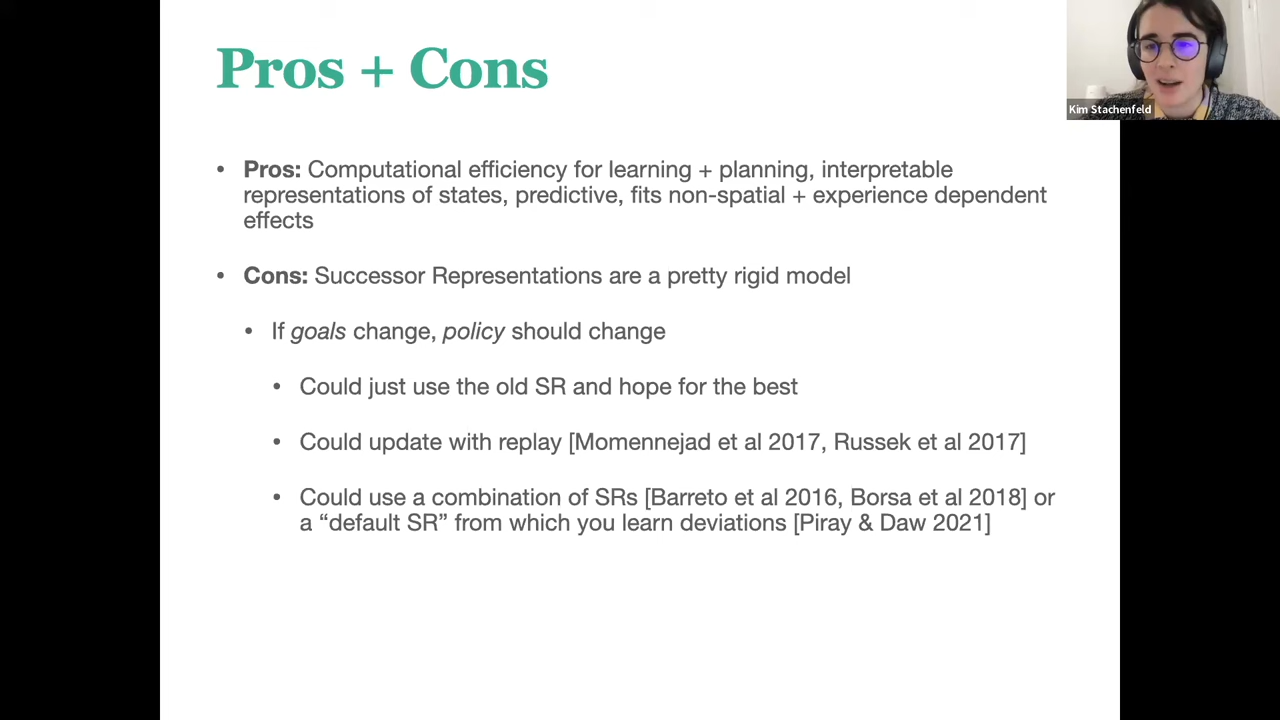 Pros + Cons
Kim Stachenfeld
• Pros: Computational efficiency for learning + planning, interpretable
representations of states, predictive, fits non-spatial + experience dependent
effects
• Cons: Successor Representations are a pretty rigid model
• If goals change, policy should change
• Could just use the old SR and hope for the best
• Could update with replay [Momennejad et al 2017, Russek et al 2017]
• Could use a combination of SRs [Barreto et al 2016, Borsa et al 2018] or
a “default SR” from which you learn deviations [Piray & Daw 2021]